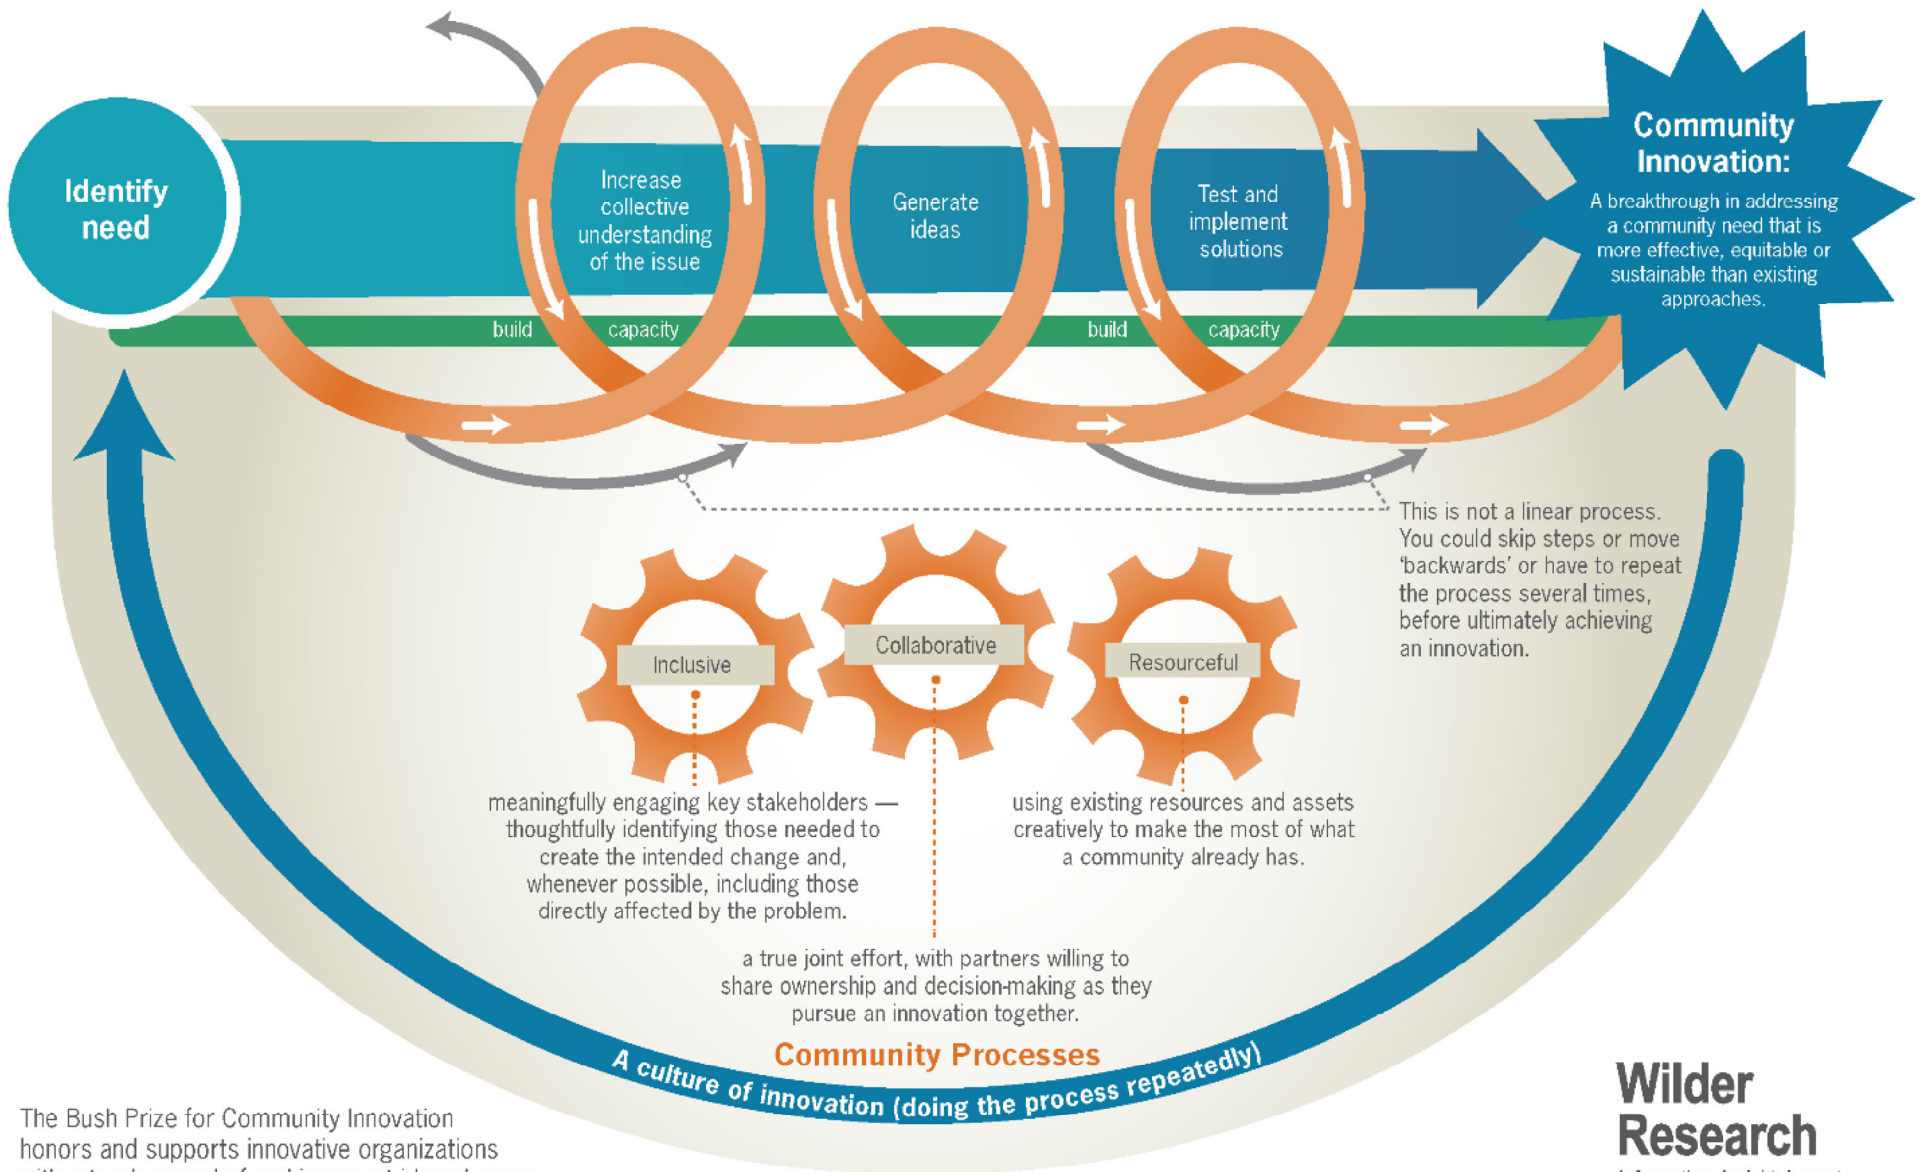 Identify
need
Increase
collective
understanding
of the issue
Generate
ideas
Test and
implement
solutions
Community
Innovation:
A breakthrough in addressing
a community need that is
more effective, equitable or
sustainable than existing
approaches.
build capacity
build capacity
This is not a linear process.
You could skip steps or move
‘backwards’ or have to repeat
the process several times,
before ultimately achieving
an innovation.
Inclusive
Collaborative
Resourceful
meaningfully engaging key stakeholders —
thoughtfully identifying those needed to
create the intended change and,
whenever possible, including those
directly affected by the problem.
using existing resources and assets
creatively to make the most of what
a community already has.
a true joint effort, with partners willing to
share ownership and decision-making as they
pursue an innovation together.
Community Processes
A culture of innovation (doing the process repeatedly)
The Bush Prize for Community Innovation
honors and supports innovative organizations
Wilder
Research